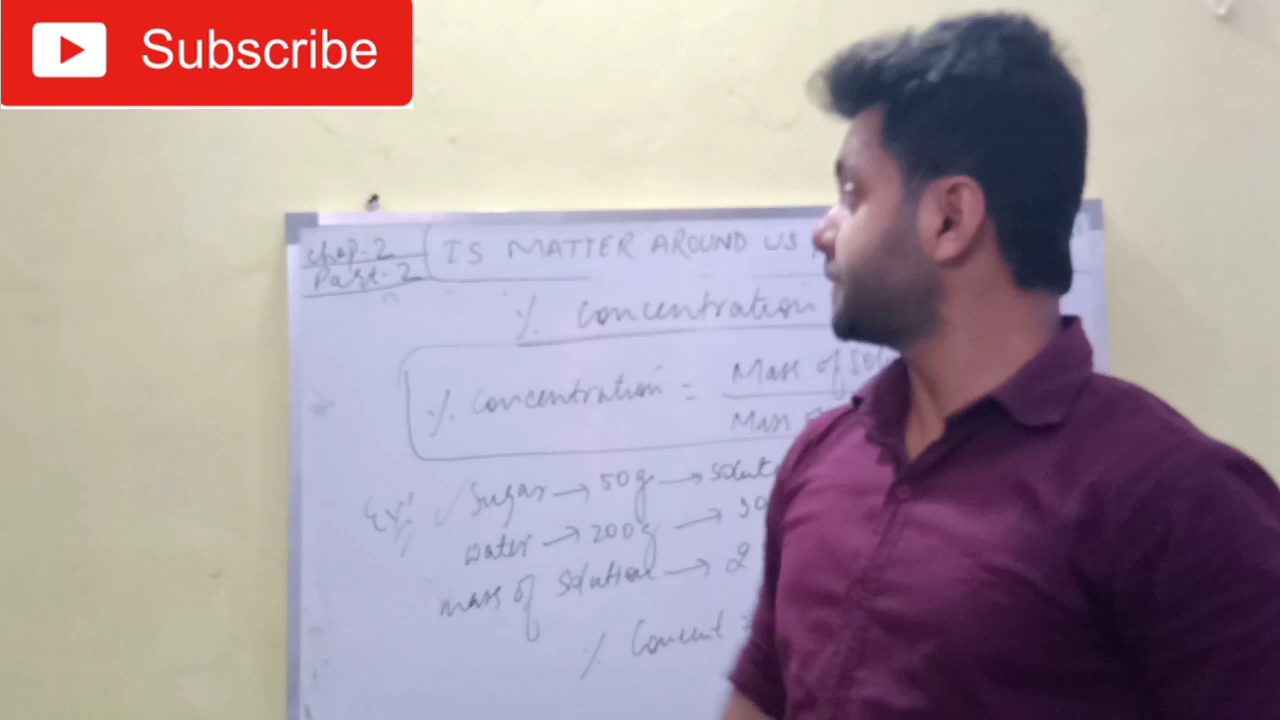 Subscribe
Chap-2
Part-2
IS MATTER AROUND US
% Concentration
% Concentration = Mass of
Mass
Ex: Sugar → 50g →
water → 200g →
mass of solution → 2
% Concent =